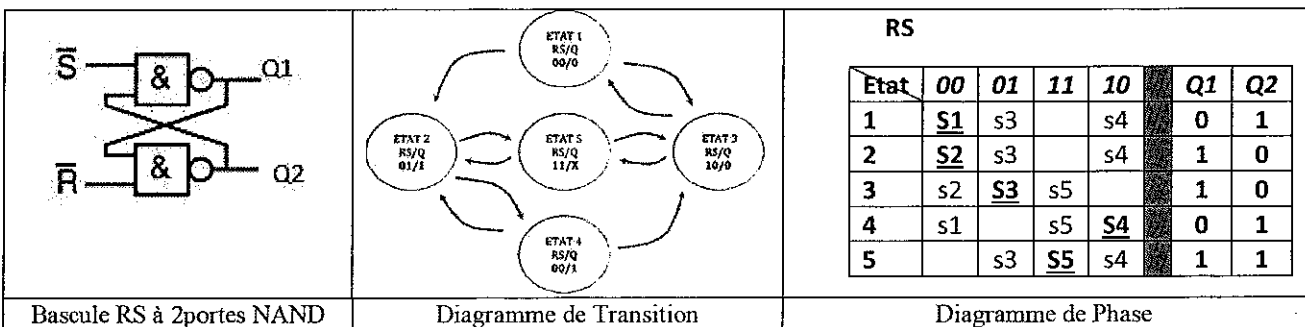 S
&
Q1
R
&
Q2
ETAT 1
RS/Q
00/0
ETAT 2
RS/Q
01/1
ETAT 5
RS/Q
11/X
ETAT 3
RS/Q
10/0
ETAT 4
RS/Q
00/1
RS
Etat 00 01 11 10 Q1 Q2
1 S1 s3 s4 0 1
2 S2 s3 s4 1 0
3 s2 S3 s5 1 0
4 s1 s5 S4 0 1
5 s3 S5 s4 1 1
Bascule RS à 2portes NAND
Diagramme de Transition
Diagramme de Phase